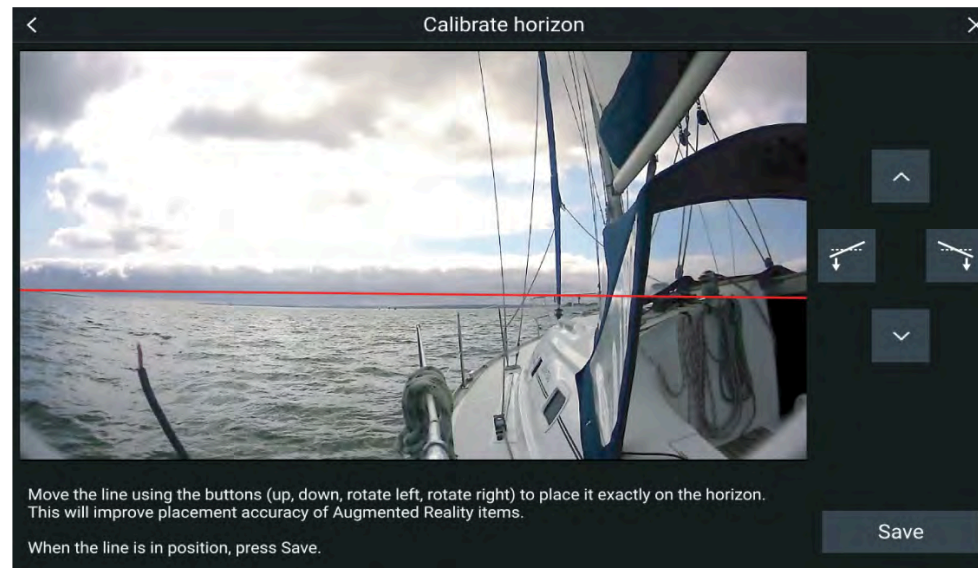 Calibrate horizon
Move the line using the buttons (up, down, rotate left, rotate right) to place it exactly on the horizon.
This will improve placement accuracy of Augmented Reality items.
When the line is in position, press Save.
Save